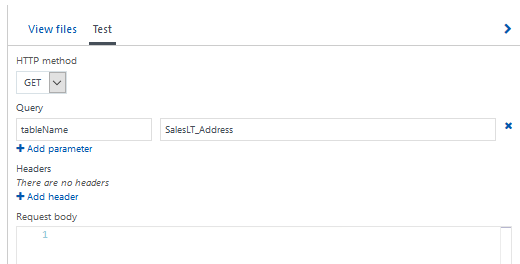 View files Test
HTTP method
GET
Query
tableName SalesLT_Address
Add parameter
Headers
There are no headers
Add header
Request body
1